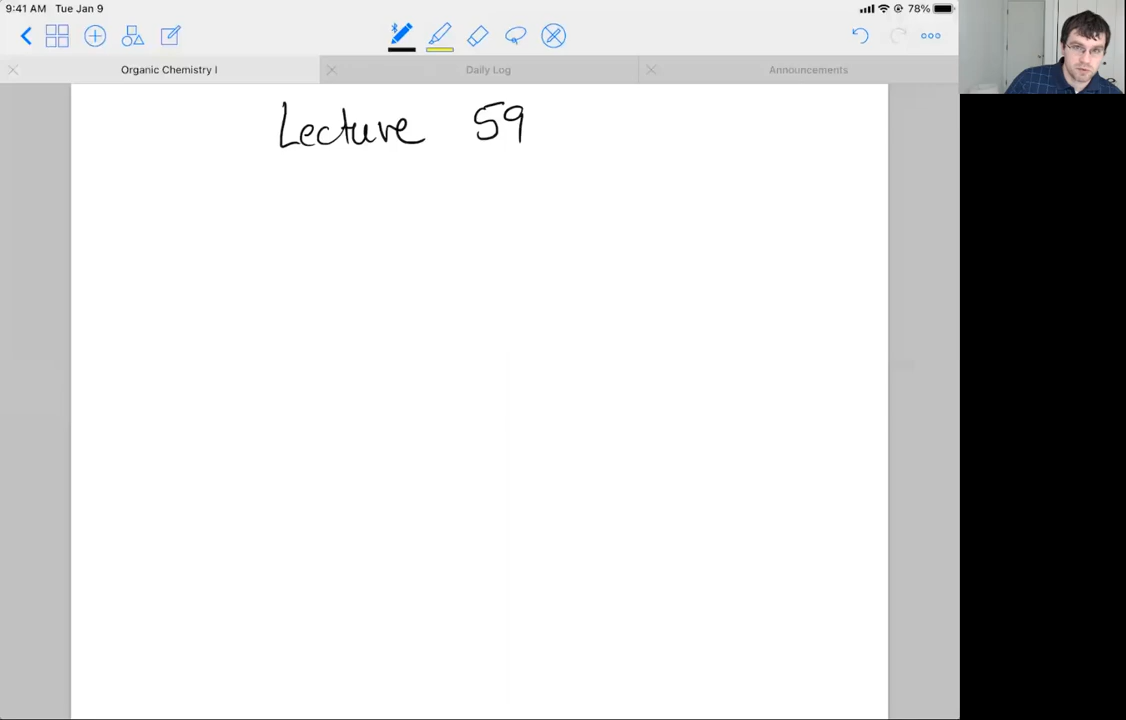 9:41 AM Tue Jan 9 78%
Organic Chemistry I Daily Log Announcements
Lecture 59